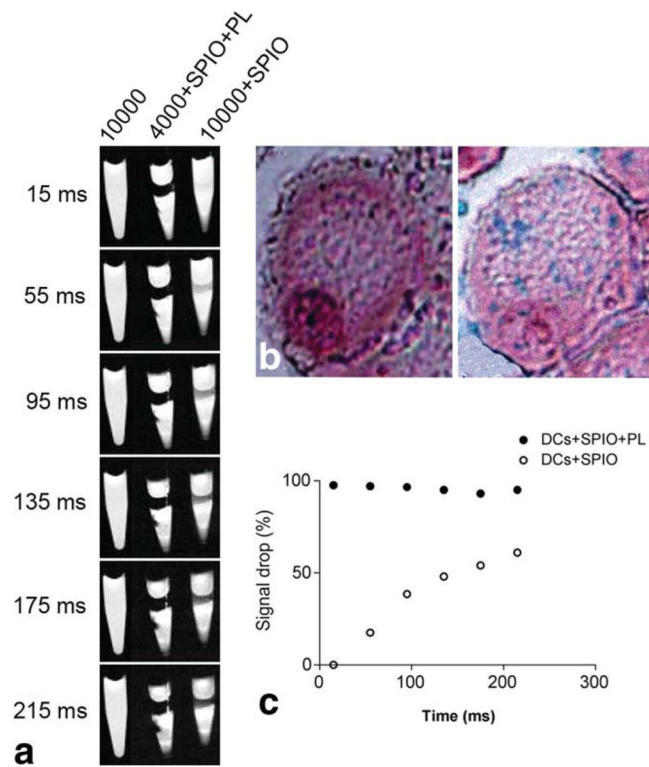 10000
4000+SPIO+PL
10000+SPIO
15 ms
55 ms
95 ms
135 ms
175 ms
215 ms
a
b
DCs+SPIO+PL
DCs+SPIO
100
50
0
Signal drop (%)
0
100
200
300
Time (ms)
c